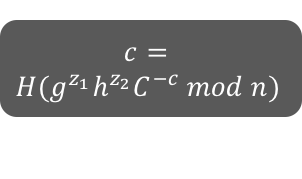 c =
H(g^{z_1} h^{z_2} C^{-c} mod n)